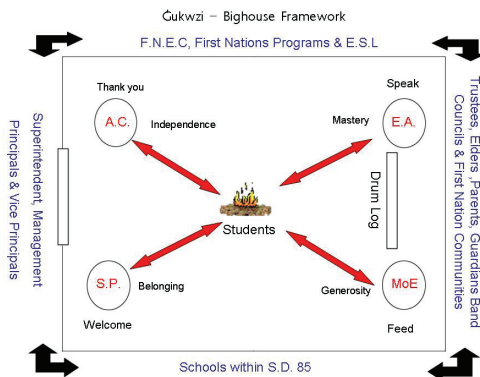 Ǧukwzi – Bighouse Framework
F.N.E.C, First Nations Programs & E.S.L
Thank you
Speak
A.C.
Independence
Mastery
E.A.
Superintendent, Management
Principals & Vice Principals
Students
Drum Log
Trustees, Elders ,Parents, Guardians Band
Councils & First Nation Communities
S.P.
Belonging
Generosity
MoE
Welcome
Feed
Schools within S.D. 85